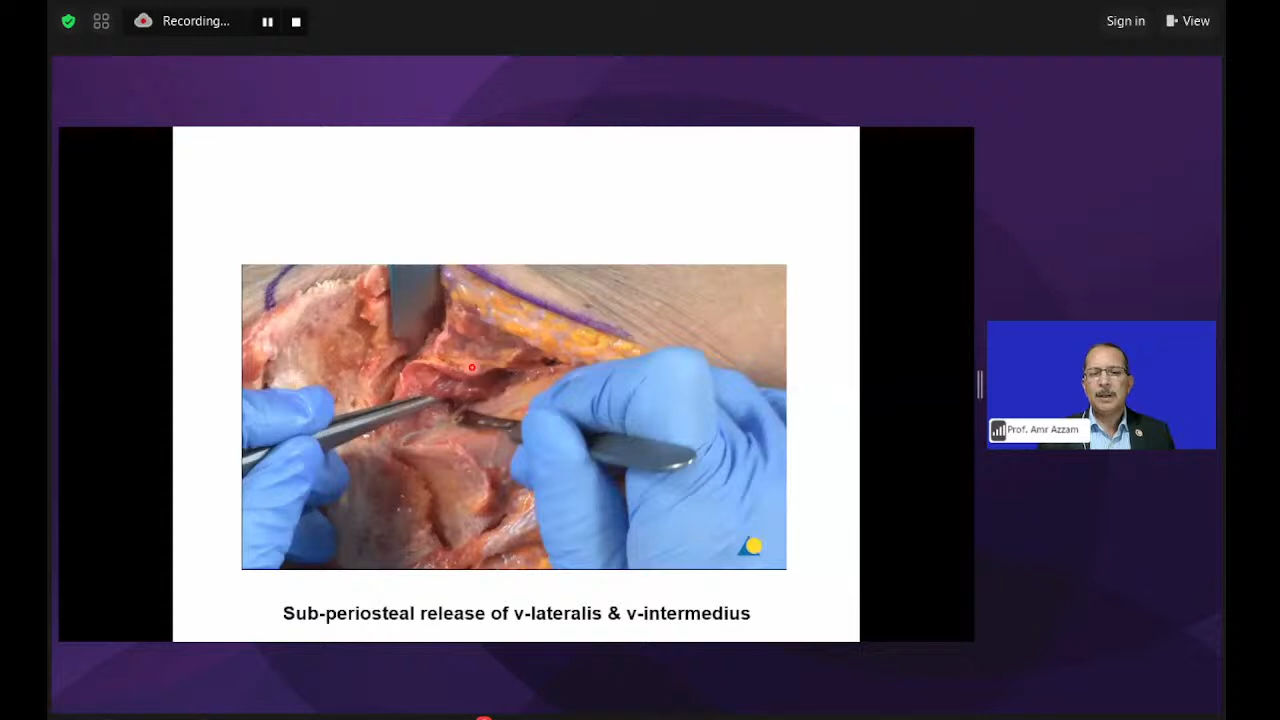 Recording...
Sign in
View
Prof. Amr Azzam
Sub-periosteal release of v-lateralis & v-intermedius